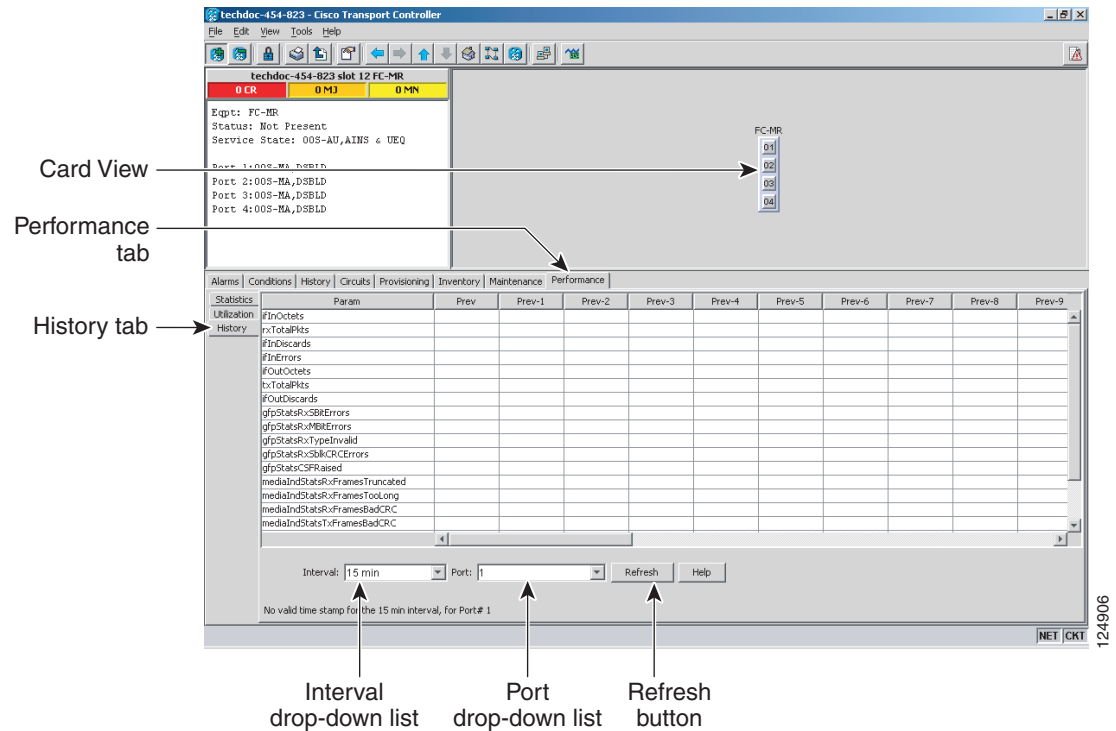 techdoc-454-823 - Cisco Transport Controller
File Edit View Tools Help
techdoc-454-823 slot 12 FC-MR
0 CR 0 MJ 0 MN
Eqpt: FC-MR
Status: Not Present
Service State: OOS-AU,AINS & UEQ
Port 1:OOS-MA,DSBLD
Port 2:OOS-MA,DSBLD
Port 3:OOS-MA,DSBLD
Port 4:OOS-MA,DSBLD
FC-MR
01
02
03
04
Card View
Performance
tab
History tab
Alarms Conditions History Circuits Provisioning Inventory Maintenance Performance
Statistics
Utilization
History
Param Prev Prev-1 Prev-2 Prev-3 Prev-4 Prev-5 Prev-6 Prev-7 Prev-8 Prev-9
ifInOctets
rxTotalPkts
ifInDiscards
ifInErrors
ifOutOctets
txTotalPkts
ifOutDiscards
gfpStatsRxSBitErrors
gfpStatsRxMBitErrors
gfpStatsRxTypeInvalid
gfpStatsRxSblkCRCErrors
gfpStatsCSFRaised
mediaIndStatsRxFramesTruncated
mediaIndStatsRxFramesTooLong
mediaIndStatsRxFramesBadCRC
mediaIndStatsTxFramesBadCRC
Interval: 15 min Port: 1 Refresh Help
No valid time stamp for the 15 min interval, for Port# 1
NET CKT
124906
Interval
drop-down list
Port
drop-down list
Refresh
button